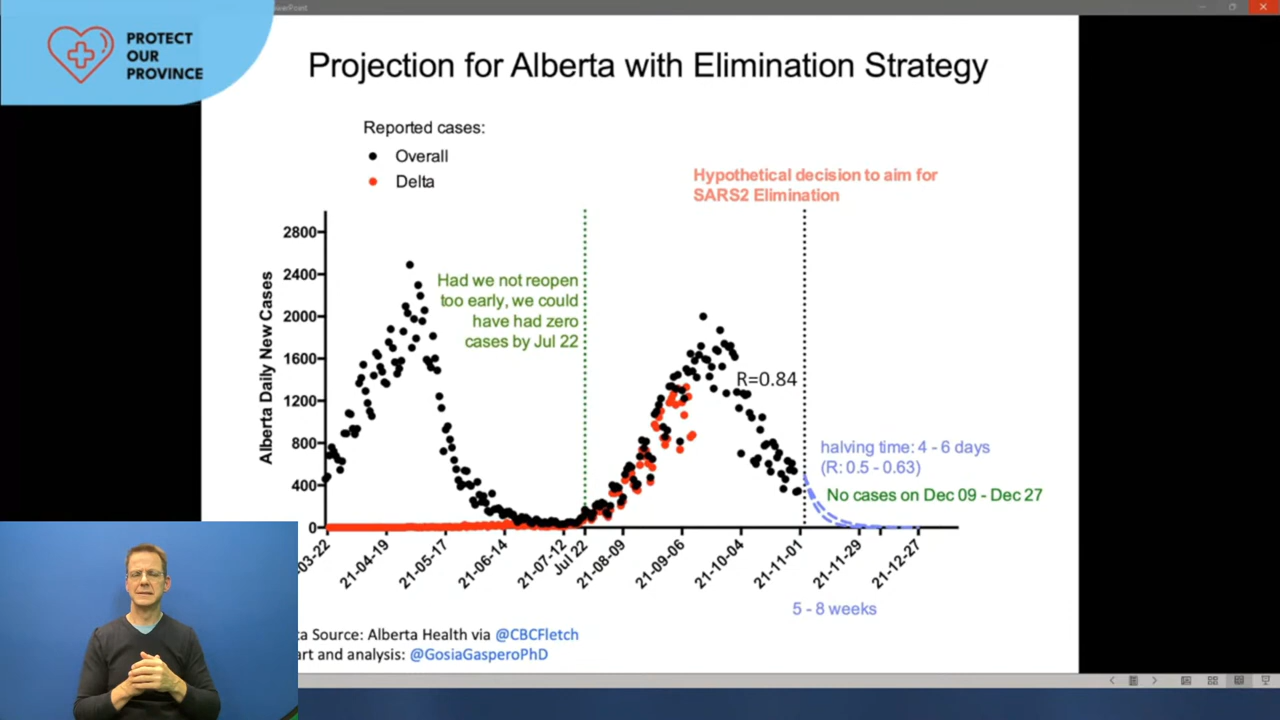 PROTECT
OUR
PROVINCE
Projection for Alberta with Elimination Strategy
Reported cases:
Overall
Delta
Hypothetical decision to aim for
SARS2 Elimination
Alberta Daily New Cases
2800
2400
2000
1600
1200
800
400
0
Had we not reopen
too early, we could
have had zero
cases by Jul 22
R=0.84
halving time: 4 - 6 days
(R: 0.5 - 0.63)
No cases on Dec 09 - Dec 27
03-22
21-04-19
21-05-17
21-06-14
21-07-12
Jul 22
21-08-09
21-09-06
21-10-04
21-11-01
21-11-29
21-12-27
5 - 8 weeks
Source: Alberta Health via @CBCFletch
and analysis: @GosiaGasperoPhD